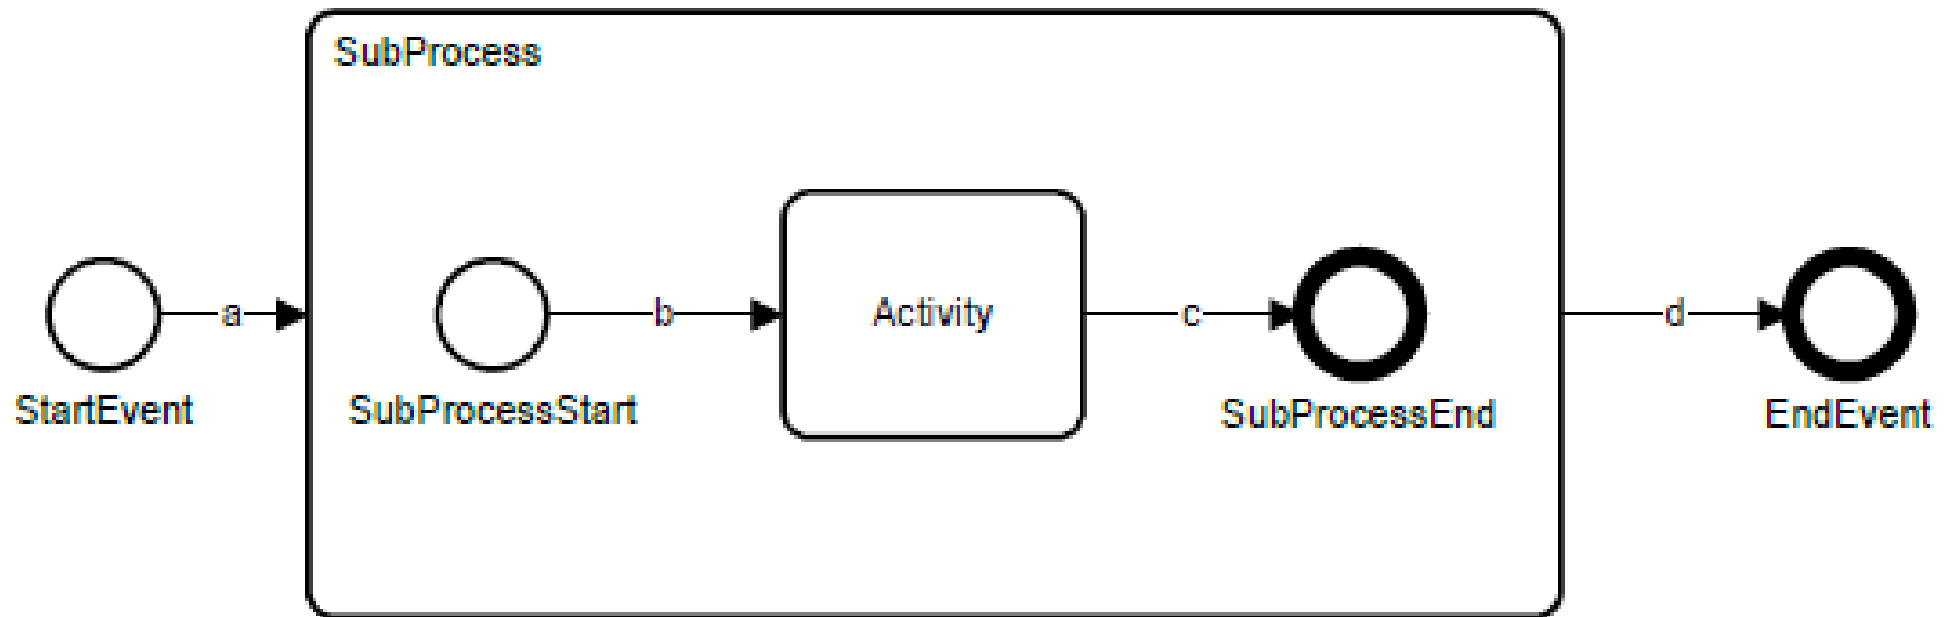 SubProcess
a
b
Activity
c
d
StartEvent
SubProcessStart
SubProcessEnd
EndEvent